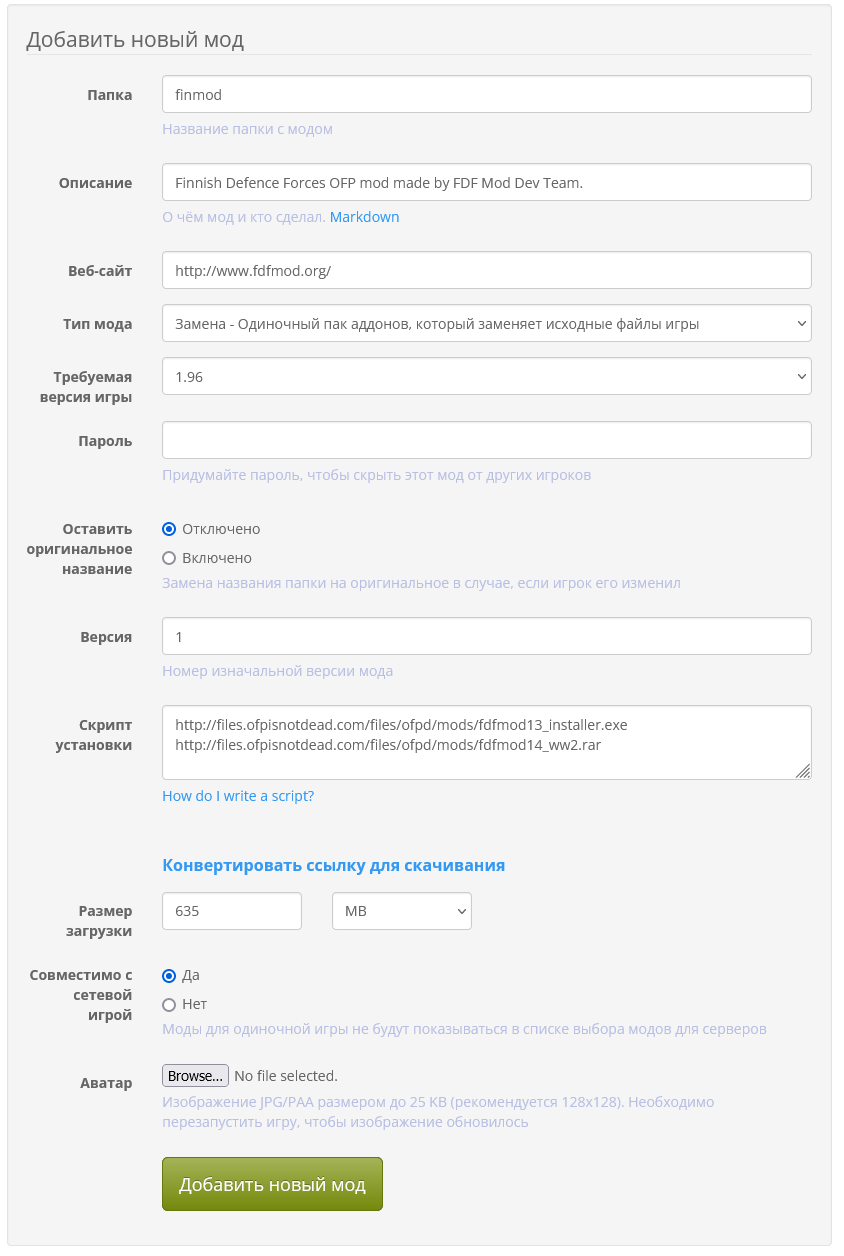 Добавить новый мод
Папка
finmod
Название папки с модом
Описание
Finnish Defence Forces OFP mod made by FDF Mod Dev Team.
О чём мод и кто сделал. Markdown
Веб-сайт
http://www.fdfmod.org/
Тип мода
Замена - Одиночный пак аддонов, который заменяет исходные файлы игры
Требуемая
версия игры
1.96
Пароль
Придумайте пароль, чтобы скрыть этот мод от других игроков
Оставить
оригинальное
название
Отключено
Включено
Замена названия папки на оригинальное в случае, если игрок его изменил
Версия
1
Номер изначальной версии мода
Скрипт
установки
http://files.ofpisnotdead.com/files/ofpd/mods/fdfmod13_installer.exe
http://files.ofpisnotdead.com/files/ofpd/mods/fdfmod14_ww2.rar
How do I write a script?
Конвертировать ссылку для скачивания
Размер
загрузки
635
MB
Совместимо с
сетевой
игрой
Да
Нет
Моды для одиночной игры не будут показываться в списке выбора модов для серверов
Аватар
Browse... No file selected.
Изображение JPG/PAA размером до 25 KB (рекомендуется 128x128). Необходимо
перезапустить игру, чтобы изображение обновилось
Добавить новый мод